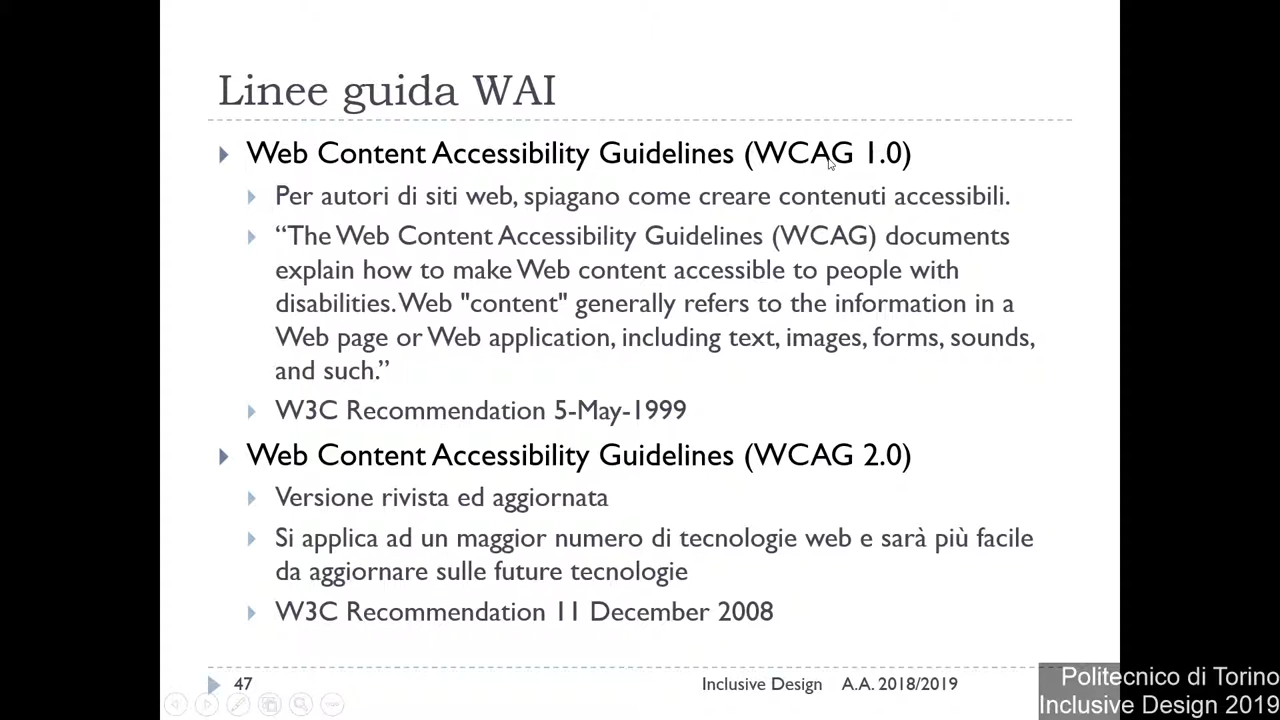 Linee guida WAI
Web Content Accessibility Guidelines (WCAG 1.0)
Per autori di siti web, spiagano come creare contenuti accessibili.
“The Web Content Accessibility Guidelines (WCAG) documents
explain how to make Web content accessible to people with
disabilities. Web "content" generally refers to the information in a
Web page or Web application, including text, images, forms, sounds,
and such.”
W3C Recommendation 5-May-1999
Web Content Accessibility Guidelines (WCAG 2.0)
Versione rivista ed aggiornata
Si applica ad un maggior numero di tecnologie web e sarà più facile
da aggiornare sulle future tecnologie
W3C Recommendation 11 December 2008
47
Inclusive Design A.A. 2018/2019
Politecnico di Torino
Inclusive Design 2019